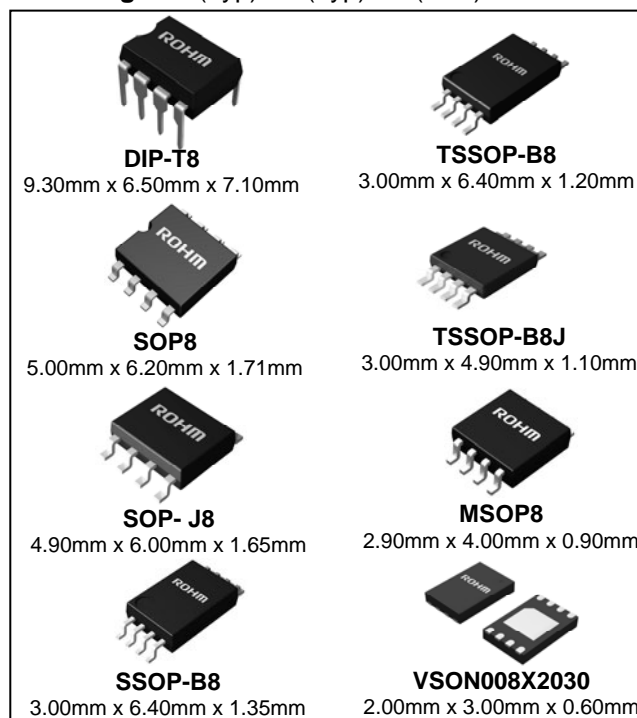 (Typ) (Typ) (
ROHM
DIP-T8
9.30mm x 6.50mm x 7.10mm
ROHM
TSSOP-B8
3.00mm x 6.40mm x 1.20mm
ROHM
SOP8
5.00mm x 6.20mm x 1.71mm
ROHM
TSSOP-B8J
3.00mm x 4.90mm x 1.10mm
ROHM
SOP- J8
4.90mm x 6.00mm x 1.65mm
ROHM
MSOP8
2.90mm x 4.00mm x 0.90mm
ROHM
SSOP-B8
3.00mm x 6.40mm x 1.35mm
ROHM
VSON008X2030
2.00mm x 3.00mm x 0.60mm